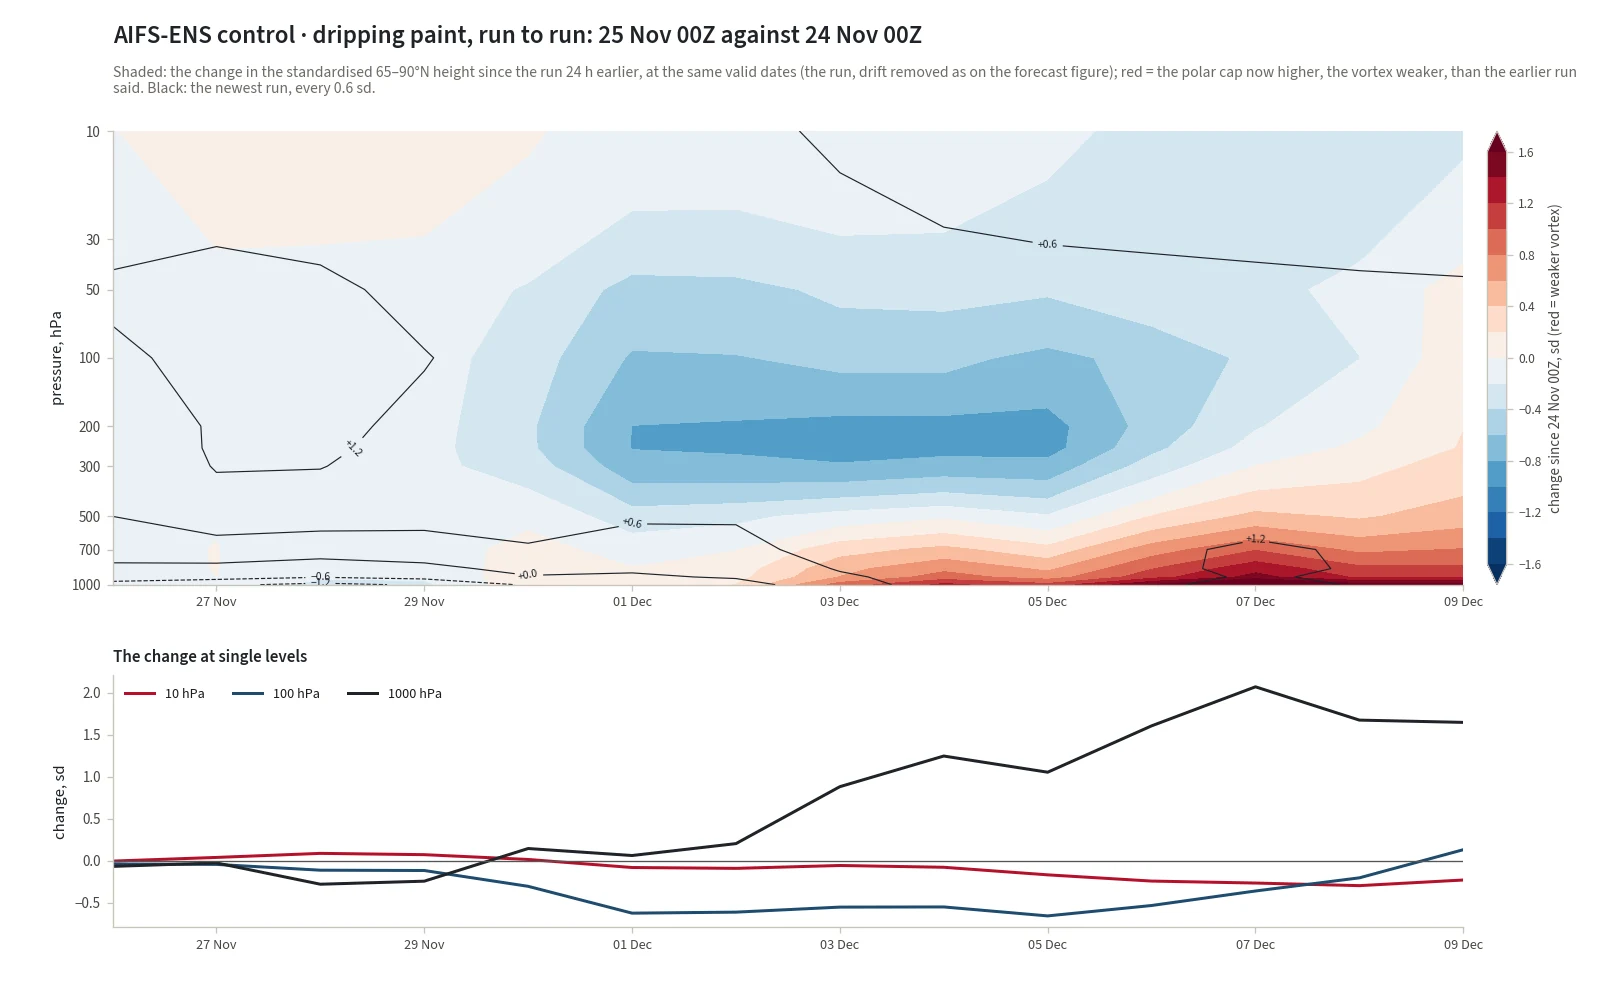 AIFS-ENS control · dripping paint, run to run: 25 Nov 00Z against 24 Nov 00Z
Shaded: the change in the standardised 65–90°N height since the run 24 h earlier, at the same valid dates (the run, drift removed as on the forecast figure); red = the polar cap now higher, the vortex weaker, than the earlier run
said. Black: the newest run, every 0.6 sd.
pressure, hPa
10
30
50
100
200
300
500
700
1000
+0.6
+1.2
+0.6
+1.2
+0.0
−0.6
−1.2
27 Nov
29 Nov
01 Dec
03 Dec
05 Dec
07 Dec
09 Dec
1.6
1.2
0.8
0.4
0.0
−0.4
−0.8
−1.2
−1.6
change since 24 Nov 00Z, sd (red = weaker vortex)
The change at single levels
10 hPa
100 hPa
1000 hPa
change, sd
2.0
1.5
1.0
0.5
0.0
−0.5
27 Nov
29 Nov
01 Dec
03 Dec
05 Dec
07 Dec
09 Dec